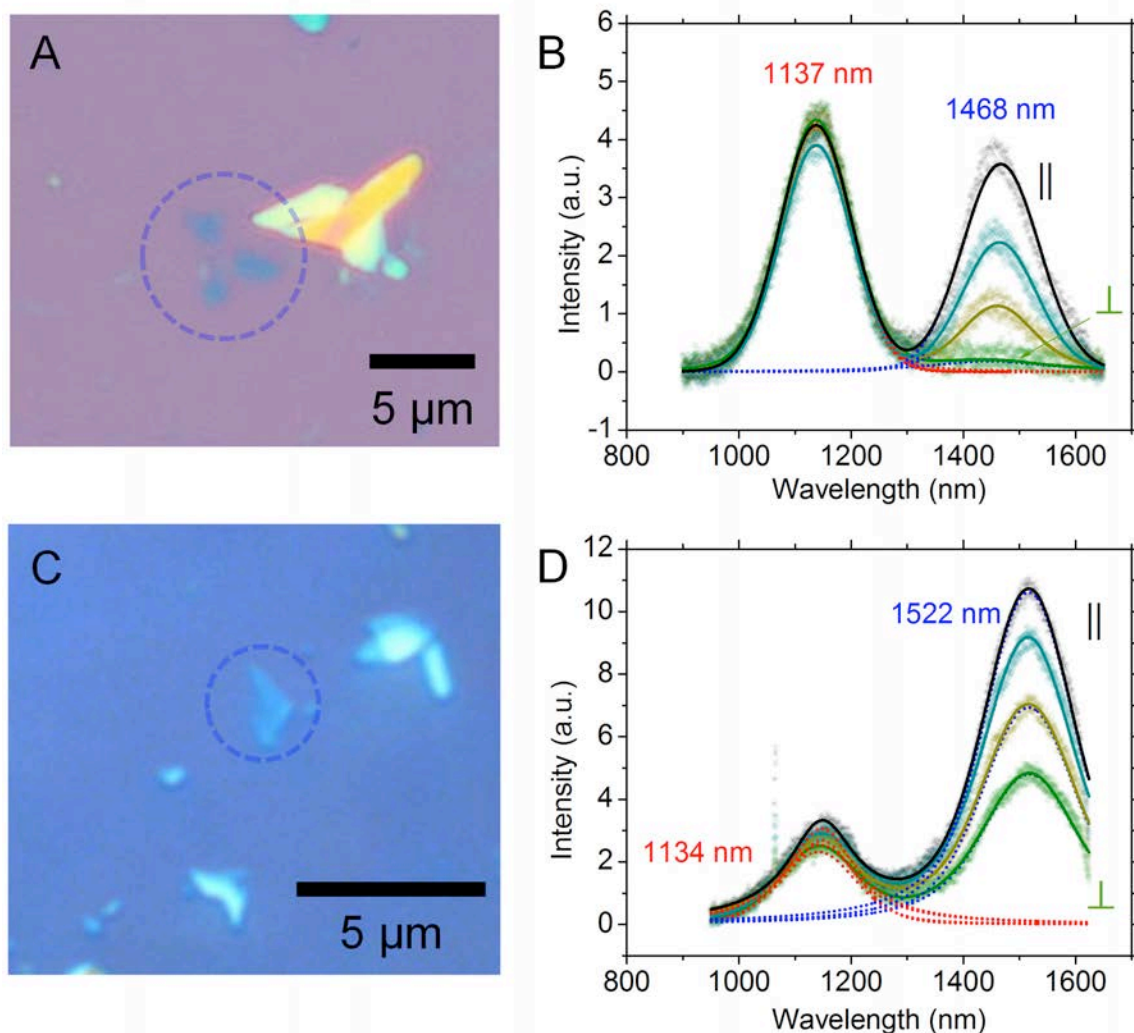 A
5 μm
B
6
5
4
3
2
1
0
-1
Intensity (a.u.)
1137 nm
1468 nm
||
⊥
800
1000
1200
1400
1600
Wavelength (nm)
C
5 μm
D
12
10
8
6
4
2
0
Intensity (a.u.)
1522 nm
||
1134 nm
⊥
800
1000
1200
1400
1600
Wavelength (nm)